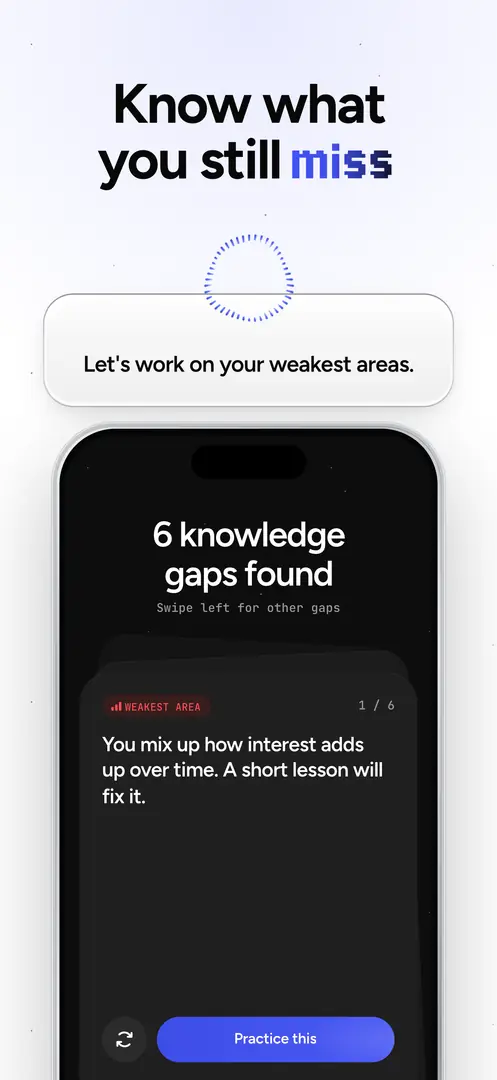 Know what
you still miss
Let's work on your weakest areas.
6 knowledge
gaps found
Swipe left for other gaps
WEAKEST AREA
1 / 6
You mix up how interest adds
up over time. A short lesson will
fix it.
Practice this